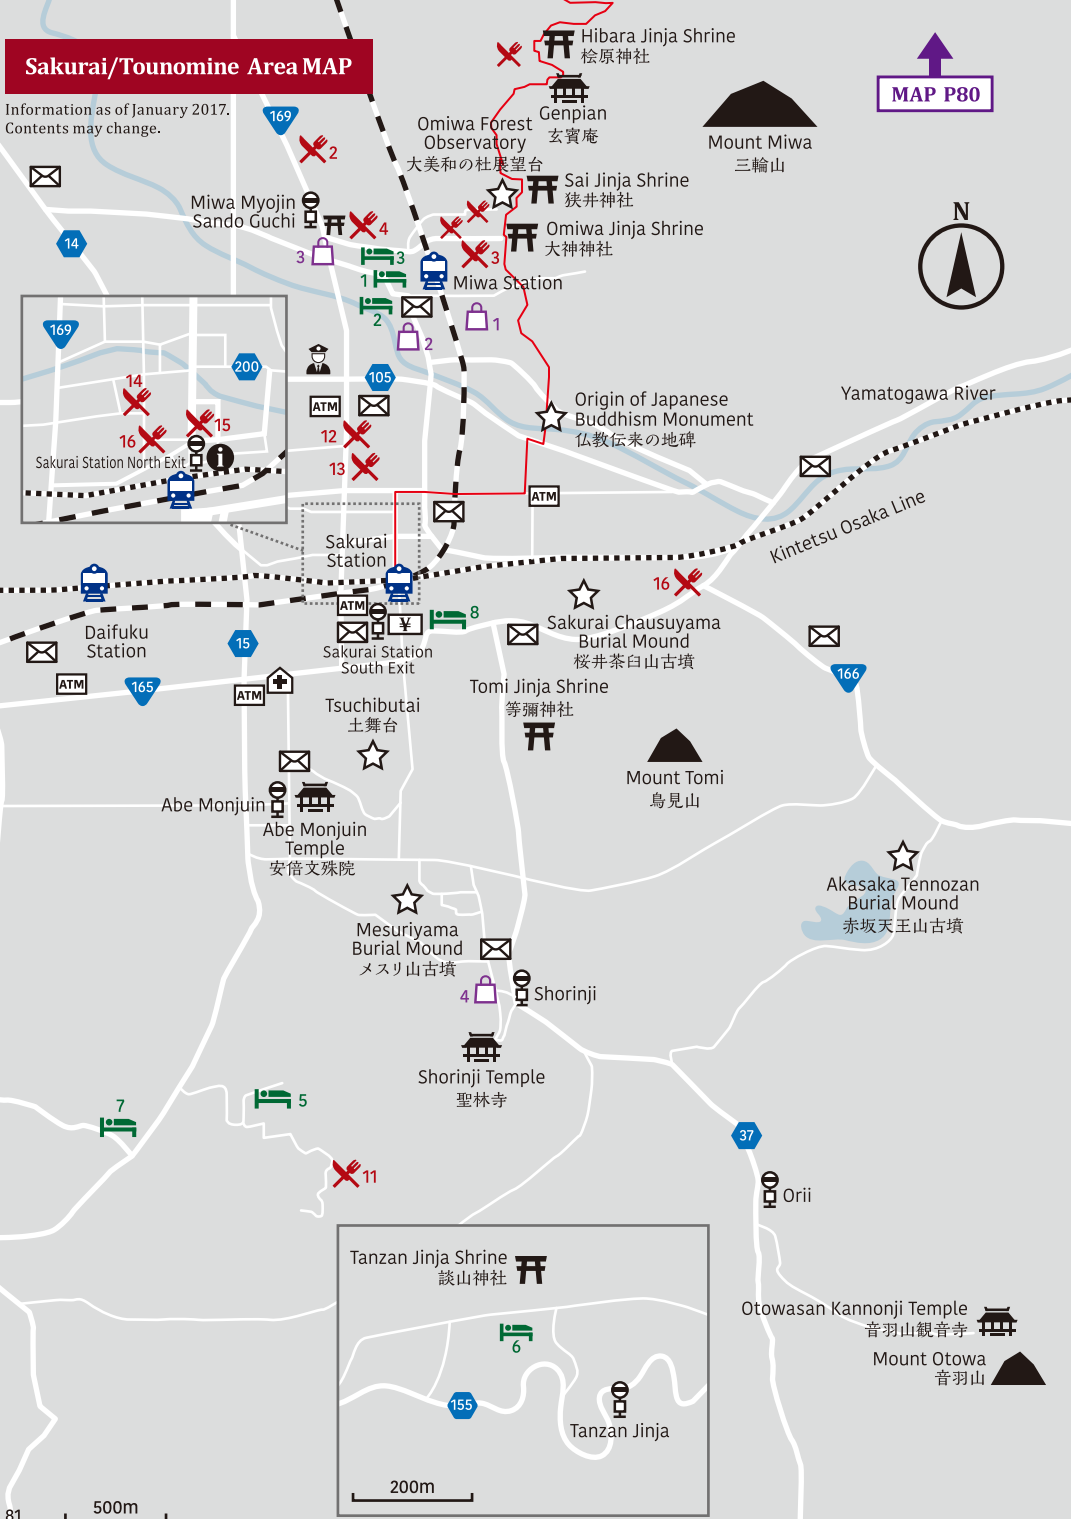 Sakurai/Tounomine Area MAP
Information as of January 2017.
Contents may change.
MAP P80
N
Hibara Jinja Shrine
桧原神社
Genpian
玄賓庵
Omiwa Forest
Observatory
大美和の杜展望台
Mount Miwa
三輪山
169
2
Sai Jinja Shrine
狭井神社
Miwa Myojin
Sando Guchi
4
Omiwa Jinja Shrine
大神神社
14
3
3
3
1
Miwa Station
2
1
2
105
ATM
12
13
Origin of Japanese
Buddhism Monument
仏教伝来の地碑
Yamatogawa River
Kintetsu Osaka Line
ATM
169
200
14
15
16
Sakurai Station North Exit
Sakurai
Station
16
ATM
¥
8
Sakurai Station
South Exit
Sakurai Chausuyama
Burial Mound
桜井茶臼山古墳
Daifuku
Station
15
165
ATM
ATM
166
Tomi Jinja Shrine
等彌神社
Tsuchibutai
土舞台
Mount Tomi
鳥見山
Abe Monjuin
Abe Monjuin
Temple
安倍文殊院
Akasaka Tennozan
Burial Mound
赤坂天王山古墳
Mesuriyama
Burial Mound
メスリ山古墳
4
Shorinji
Shorinji Temple
聖林寺
7
5
11
37
Orii
Tanzan Jinja Shrine
談山神社
6
155
Tanzan Jinja
200m
Otowasan Kannonji Temple
音羽山観音寺
Mount Otowa
音羽山
81
500m